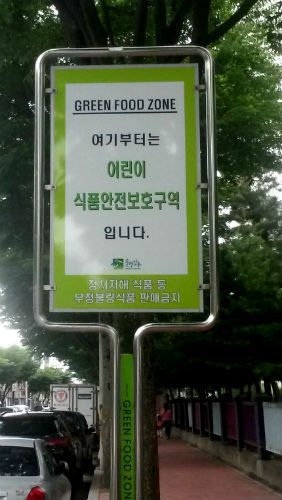 GREEN FOOD ZONE
여기부터는
어린이
식품안전보호구역
입니다.
정서저해 식품 등
부정불량식품 판매금지
GREEN FOOD ZONE